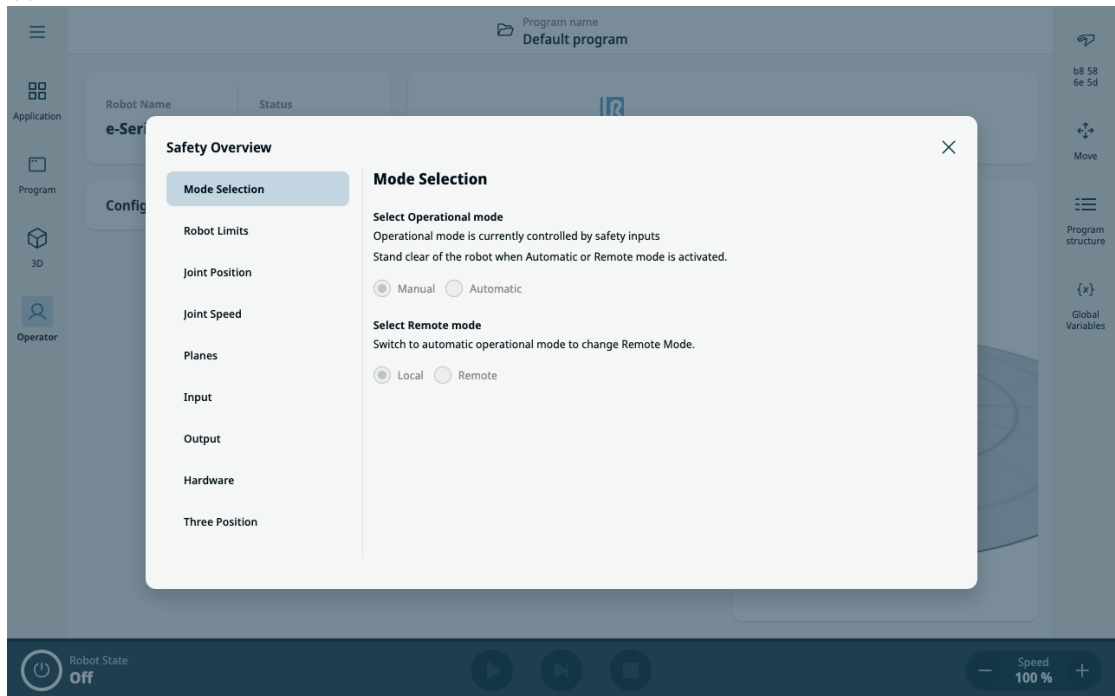 Program name
Default program
b8 58
6e 5d
Application
Robot Name
Status
e-Seri
Move
Program
Config
Program
structure
3D
{x}
Global
Variables
Operator
Safety Overview
Mode Selection
Robot Limits
Joint Position
Joint Speed
Planes
Input
Output
Hardware
Three Position
Mode Selection
Select Operational mode
Operational mode is currently controlled by safety inputs
Stand clear of the robot when Automatic or Remote mode is activated.
Manual Automatic
Select Remote mode
Switch to automatic operational mode to change Remote Mode.
Local Remote
Robot State
Off
Speed
100 %